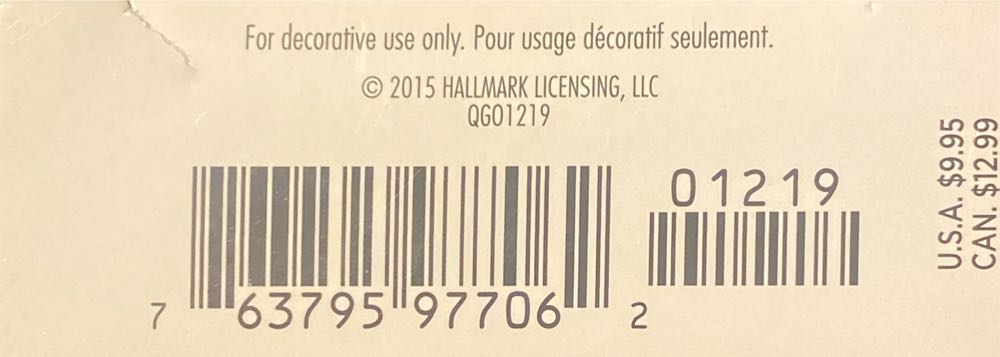 For decorative use only. Pour usage décoratif seulement.
© 2015 HALLMARK LICENSING, LLC
QGO1219
01219
7 63795 97706 2
U.S.A. $9.95
CAN. $12.99